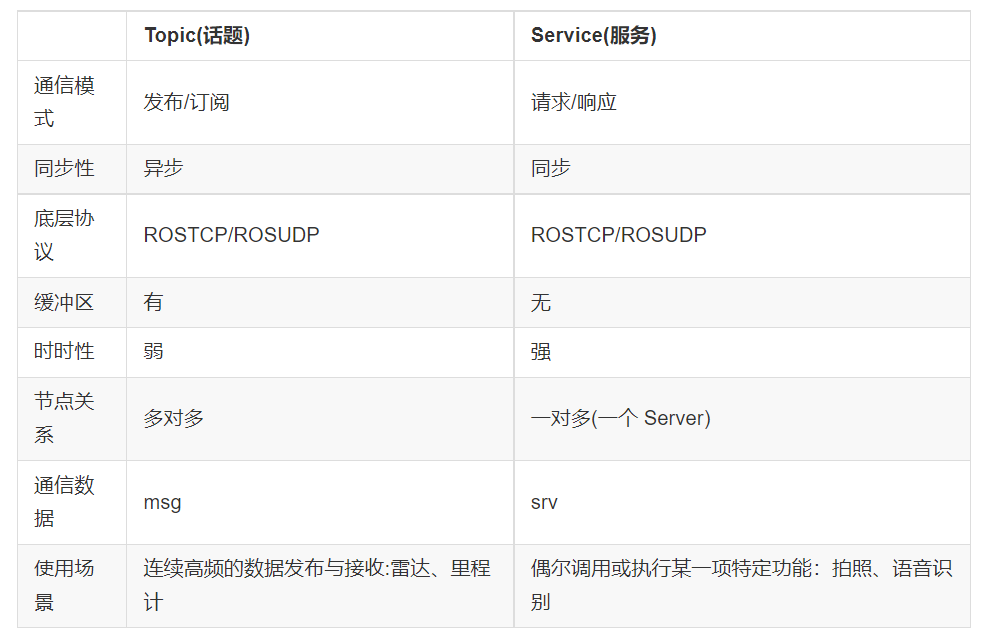 Topic(话题)
Service(服务)
通信模
式
发布/订阅
请求/响应
同步性
异步
同步
底层协
议
ROSTCP/ROSUDP
ROSTCP/ROSUDP
缓冲区
有
无
时时性
弱
强
节点关
系
多对多
一对多(一个 Server)
通信数
据
msg
srv
使用场
景
连续高频的数据发布与接收:雷达、里程
计
偶尔调用或执行某一项特定功能：拍照、语音识
别